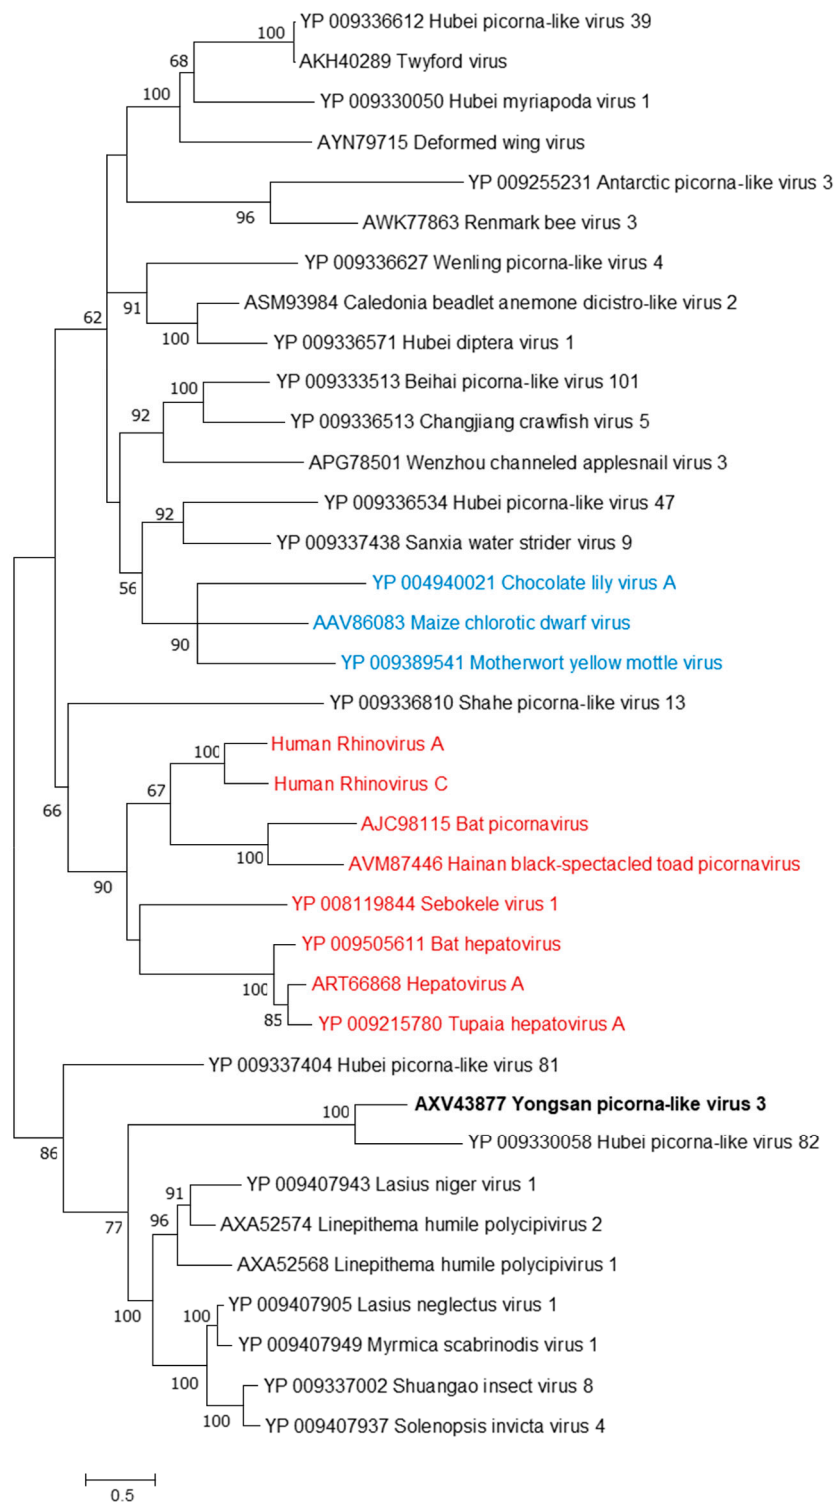 YP 009336612 Hubei picorna-like virus 39
100
AKH40289 Twyford virus
68
YP 009330050 Hubei myriapoda virus 1
100
AYN79715 Deformed wing virus
YP 009255231 Antarctic picorna-like virus 3
96
AWK77863 Renmark bee virus 3
YP 009336627 Wenling picorna-like virus 4
91
ASM93984 Caledonia beadlet anemone dicistro-like virus 2
62
100
YP 009336571 Hubei diptera virus 1
YP 009333513 Beihai picorna-like virus 101
100
92
YP 009336513 Changjiang crawfish virus 5
APG78501 Wenzhou channeled applesnail virus 3
YP 009336534 Hubei picorna-like virus 47
92
YP 009337438 Sanxia water strider virus 9
56
YP 004940021 Chocolate lily virus A
AAV86083 Maize chlorotic dwarf virus
90
YP 009389541 Motherwort yellow mottle virus
YP 009336810 Shahe picorna-like virus 13
Human Rhinovirus A
100
Human Rhinovirus C
67
66
AJC98115 Bat picornavirus
100
AVM87446 Hainan black-spectacled toad picornavirus
90
YP 008119844 Sebokele virus 1
YP 009505611 Bat hepatovirus
100
ART66868 Hepatovirus A
85
YP 009215780 Tupaia hepatovirus A
YP 009337404 Hubei picorna-like virus 81
AXV43877 Yongsan picorna-like virus 3
100
YP 009330058 Hubei picorna-like virus 82
86
YP 009407943 Lasius niger virus 1
91
77
96
AXA52574 Linepithema humile polycipivirus 2
AXA52568 Linepithema humile polycipivirus 1
YP 009407905 Lasius neglectus virus 1
100
100
YP 009407949 Myrmica scabrinodis virus 1
100
YP 009337002 Shuangao insect virus 8
100
YP 009407937 Solenopsis invicta virus 4
0.5